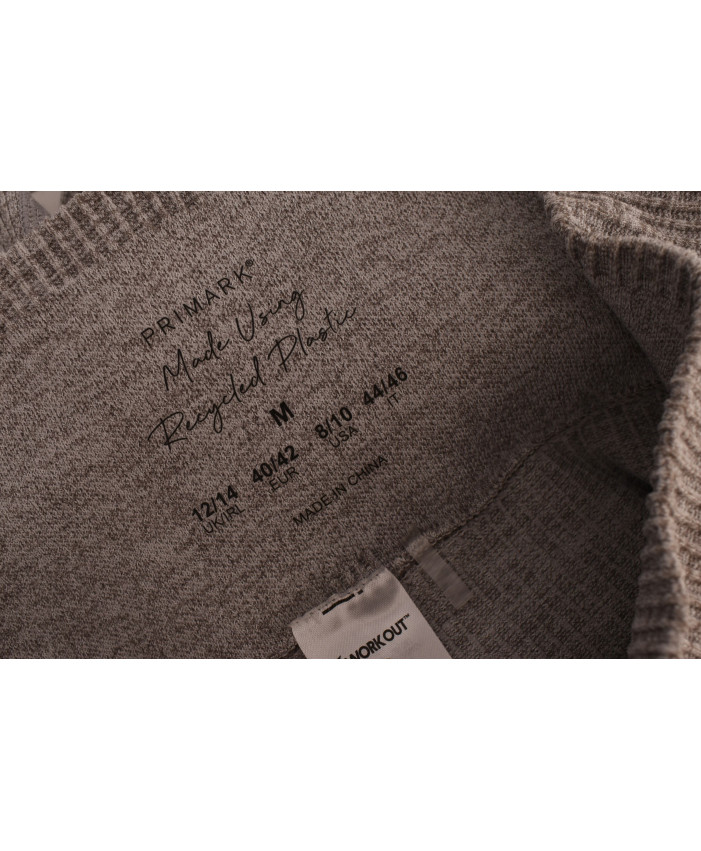 PRIMARK®
Made Using
Recycled Plastic
M
12/14 40/42 8/10 44/46
UK/IRL EUR USA IT
MADE IN CHINA
WORK OUT™